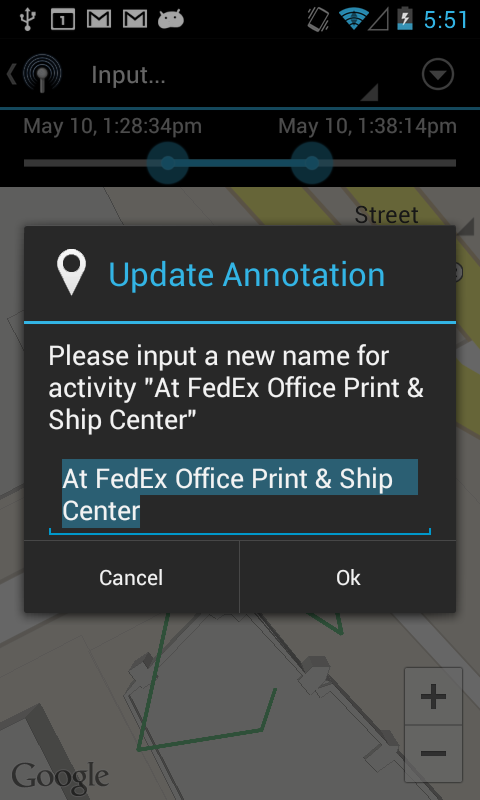 1
5:51
Input...
May 10, 1:28:34pm May 10, 1:38:14pm
Street
Update Annotation
Please input a new name for
activity "At FedEx Office Print &
Ship Center"
At FedEx Office Print & Ship
Center
Cancel Ok
+
−
Google